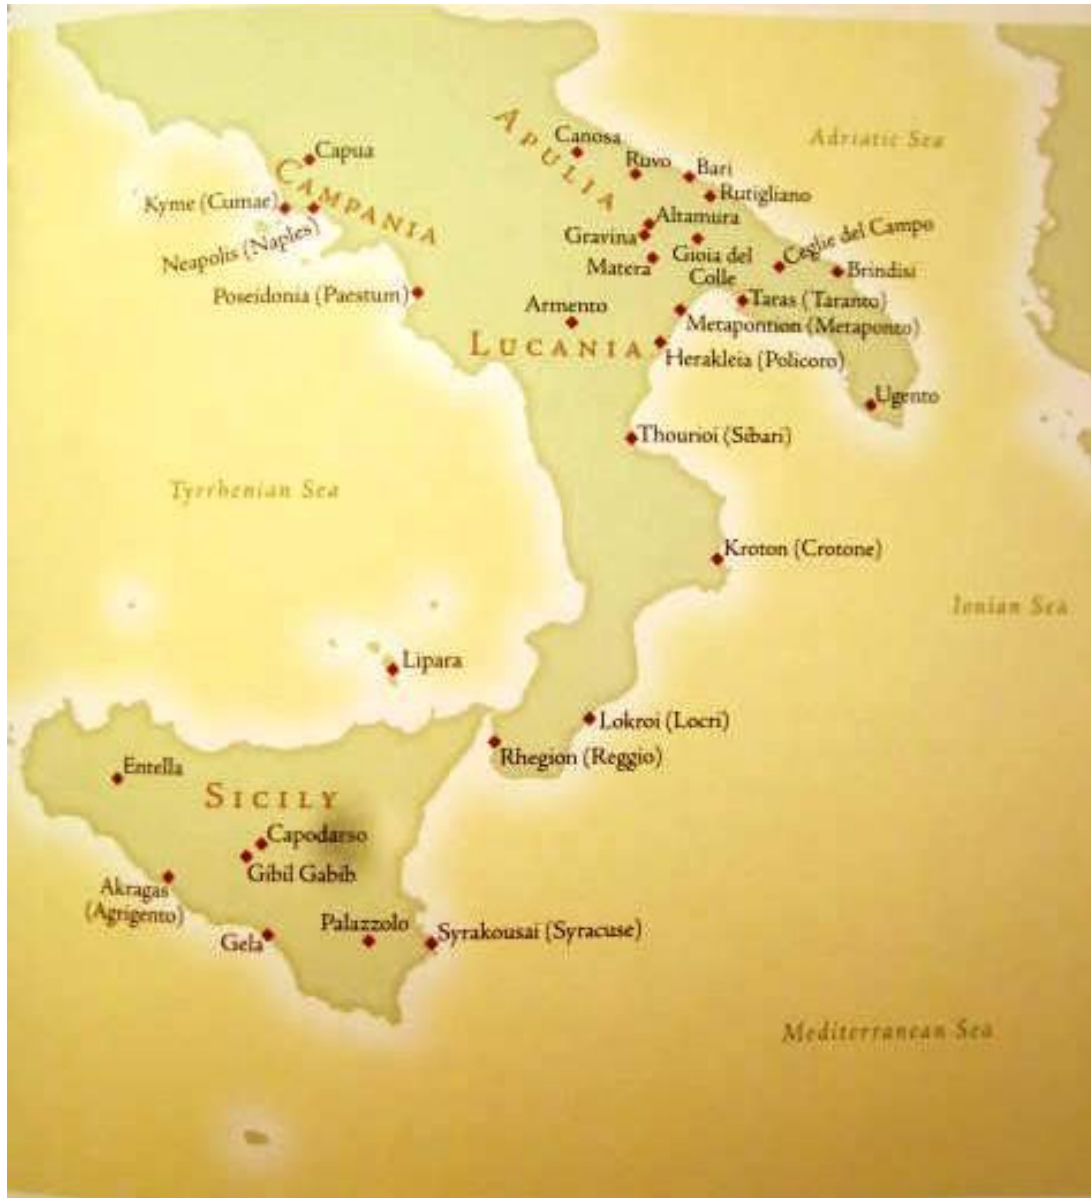 Adriatic Sea
APULIA
Canosa
Ruvo
Bari
Rutigliano
Capua
CAMPANIA
Kyme (Cumae)
Neapolis (Naples)
Altamura
Gravina
Gioia del
Colle
Ceglie del Campo
Matera
Brindisi
Poseidonia (Paestum)
Armento
Taras (Taranto)
Metapontion (Metaponto)
LUCANIA
Herakleia (Policoro)
Ugento
Thourioi (Sibari)
Tyrrhenian Sea
Kroton (Crotone)
Ionian Sea
Lipara
Lokroi (Locri)
Rhegion (Reggio)
Entella
SICILY
Capodarso
Gibil Gabib
Akragas
(Agrigento)
Palazzolo
Gela
Syrakousai (Syracuse)
Mediterranean Sea